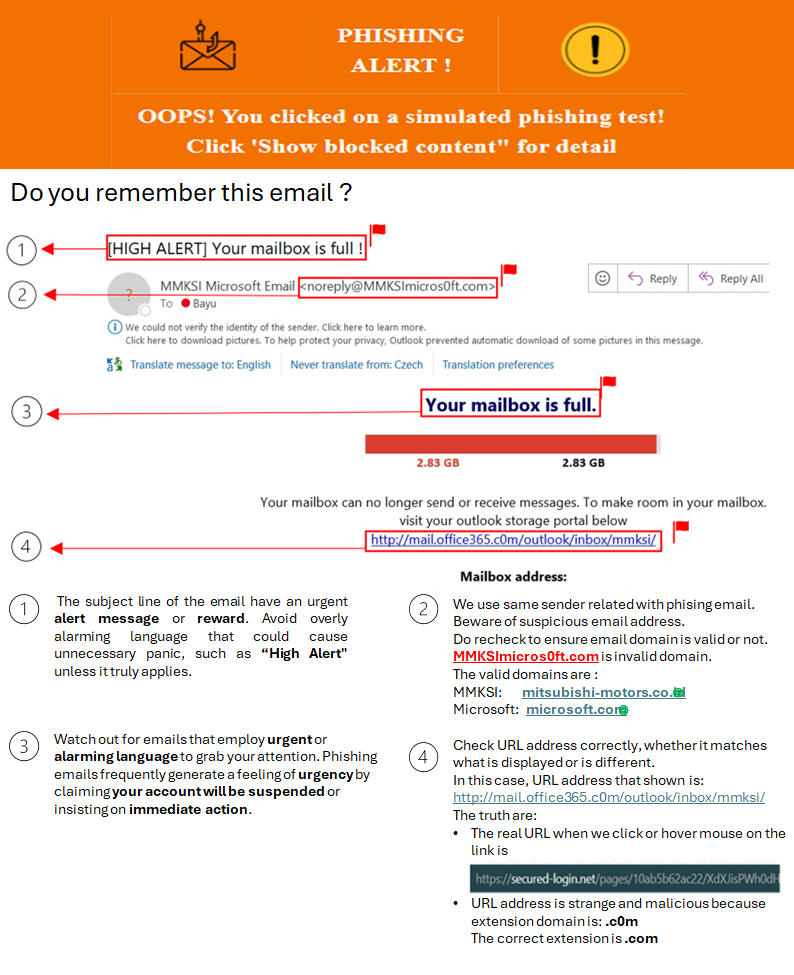 PHISHING
ALERT !
OOPS! You clicked on a simulated phishing test!
Click 'Show blocked content" for detail
Do you remember this email ?
1
[HIGH ALERT] Your mailbox is full !
2
?
MMKSI Microsoft Email <noreply@MMKSImicros0ft.com>
To Bayu
Reply
Reply All
We could not verify the identity of the sender. Click here to learn more.
Click here to download pictures. To help protect your privacy, Outlook prevented automatic download of some pictures in this message.
Translate message to: English
Never translate from: Czech
Translation preferences
3
Your mailbox is full.
2.83 GB
2.83 GB
Your mailbox can no longer send or receive messages. To make room in your mailbox.
visit your outlook storage portal below
4
http://mail.office365.c0m/outlook/inbox/mmksi/
Mailbox address:
1
The subject line of the email have an urgent
alert message or reward. Avoid overly
alarming language that could cause
unnecessary panic, such as “High Alert"
unless it truly applies.
2
We use same sender related with phising email.
Beware of suspicious email address.
Do recheck to ensure email domain is valid or not.
MMKSImicros0ft.com is invalid domain.
The valid domains are :
MMKSI: mitsubishi-motors.co.id
Microsoft: microsoft.com
3
Watch out for emails that employ urgent or
alarming language to grab your attention. Phishing
emails frequently generate a feeling of urgency by
claiming your account will be suspended or
insisting on immediate action.
4
Check URL address correctly, whether it matches
what is displayed or is different.
In this case, URL address that shown is:
http://mail.office365.c0m/outlook/inbox/mmksi/
The truth are:
• The real URL when we click or hover mouse on the
link is
https://secured-login.net/pages/10ab5b62ac22/XdXJisPWh0dH
• URL address is strange and malicious because
extension domain is: .c0m
The correct extension is .com